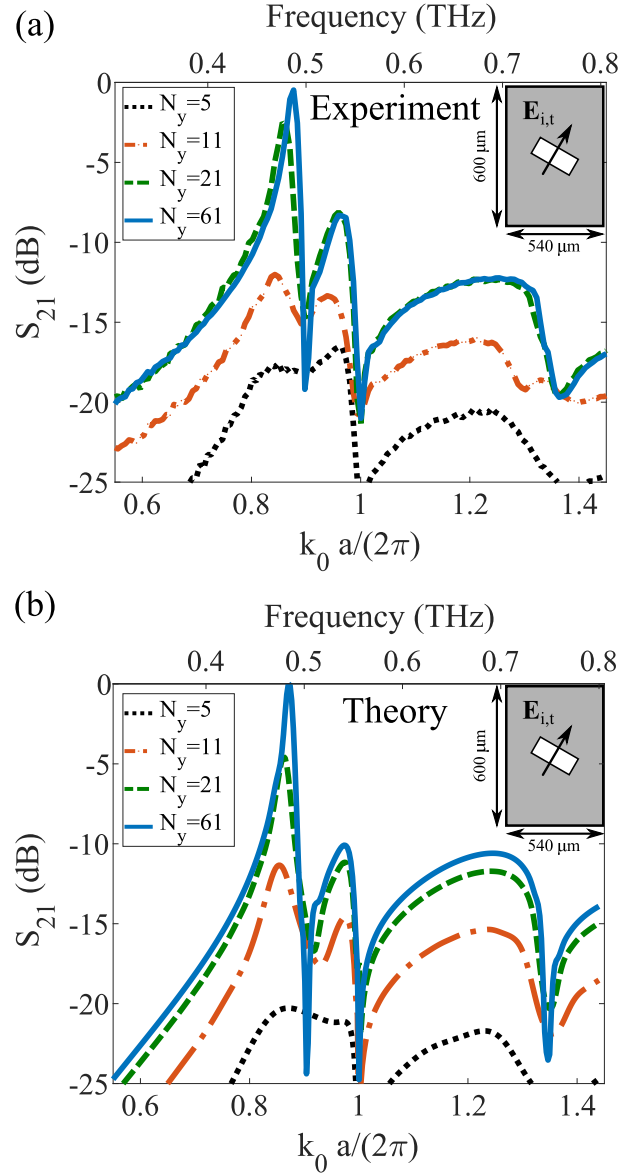 (a)
Frequency (THz)
0.4 0.5 0.6 0.7 0.8
0
-5
-10
-15
-20
-25
S21 (dB)
Ny=5
Ny=11
Ny=21
Ny=61
Experiment
Ei,t
600 μm
540 μm
0.6 0.8 1 1.2 1.4
k0 a/(2π)
(b)
Frequency (THz)
0.4 0.5 0.6 0.7 0.8
0
-5
-10
-15
-20
-25
S21 (dB)
Ny=5
Ny=11
Ny=21
Ny=61
Theory
Ei,t
600 μm
540 μm
0.6 0.8 1 1.2 1.4
k0 a/(2π)